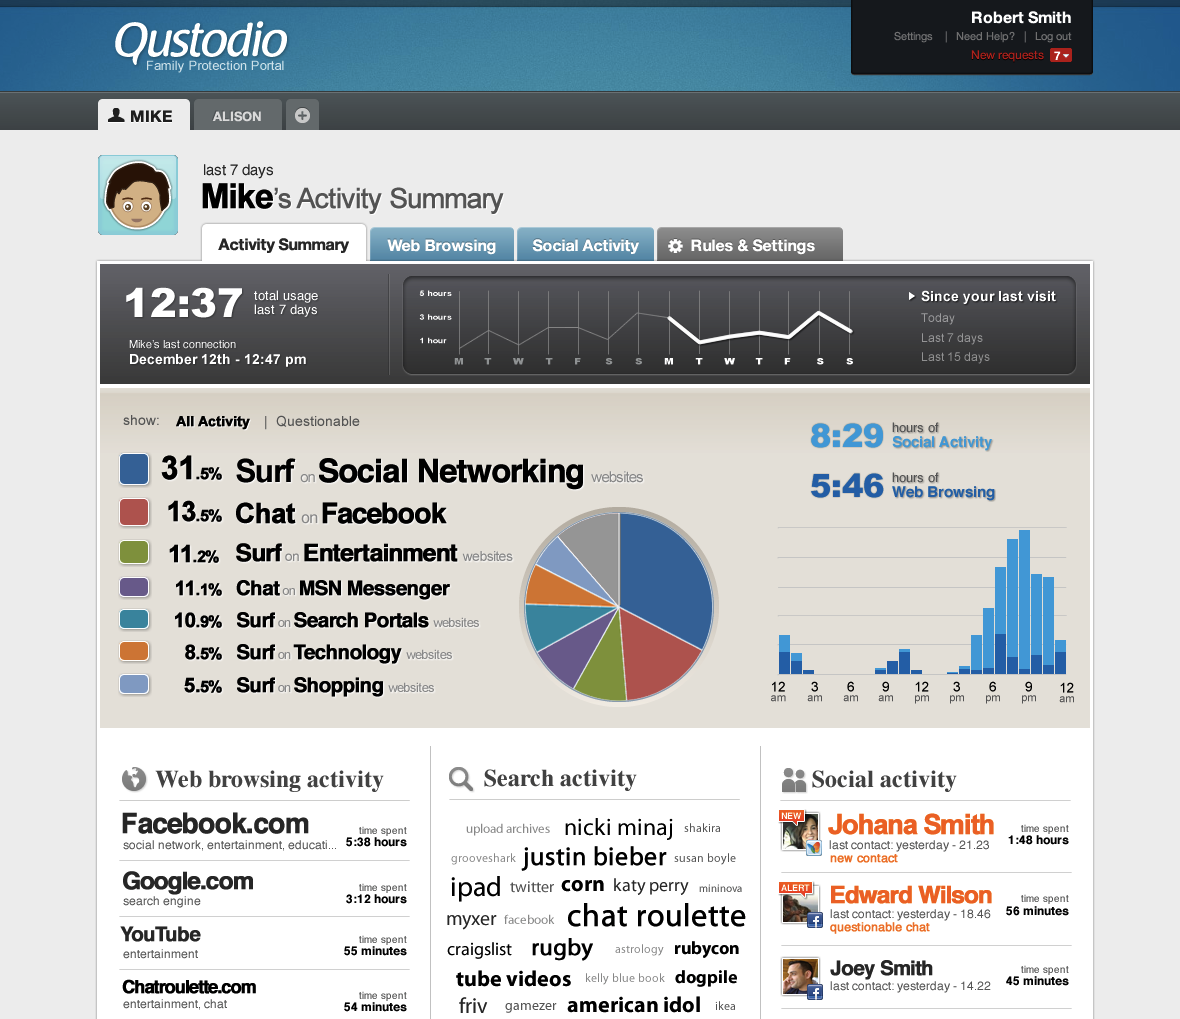 Qustodio
Family Protection Portal
Robert Smith
Settings | Need Help? | Log out
New requests 7
MIKE
ALISON
last 7 days
Mike's Activity Summary
Activity Summary
Web Browsing
Social Activity
Rules & Settings
12:37 total usage last 7 days
Mike's last connection
December 12th - 12:47 pm
5 hours
3 hours
1 hour
M T W T F S S M T W T F S S
Since your last visit
Today
Last 7 days
Last 15 days
show: All Activity | Questionable
31.5% Surf on Social Networking websites
13.5% Chat on Facebook
11.2% Surf on Entertainment websites
11.1% Chat on MSN Messenger
10.9% Surf on Search Portals websites
8.5% Surf on Technology websites
5.5% Surf on Shopping websites
8:29 hours of Social Activity
5:46 hours of Web Browsing
12 am 3 am 6 am 9 am 12 pm 3 pm 6 pm 9 pm 12 am
Web browsing activity
Facebook.com
social network, entertainment, educati...
time spent
5:38 hours
Google.com
search engine
time spent
3:12 hours
YouTube
entertainment
time spent
55 minutes
Chatroulette.com
entertainment, chat
time spent
54 minutes
Search activity
upload archives nicki minaj shakira
grooveshark justin bieber susan boyle
ipad twitter corn katy perry mininova
myxer facebook chat roulette
craigslist rugby astrology rubycon
tube videos kelly blue book dogpile
friv gamezer american idol ikea
Social activity
NEW
Johana Smith
last contact: yesterday - 21.23
new contact
time spent
1:48 hours
ALERT
Edward Wilson
last contact: yesterday - 18.46
questionable chat
time spent
56 minutes
Joey Smith
last contact: yesterday - 14.22
time spent
45 minutes